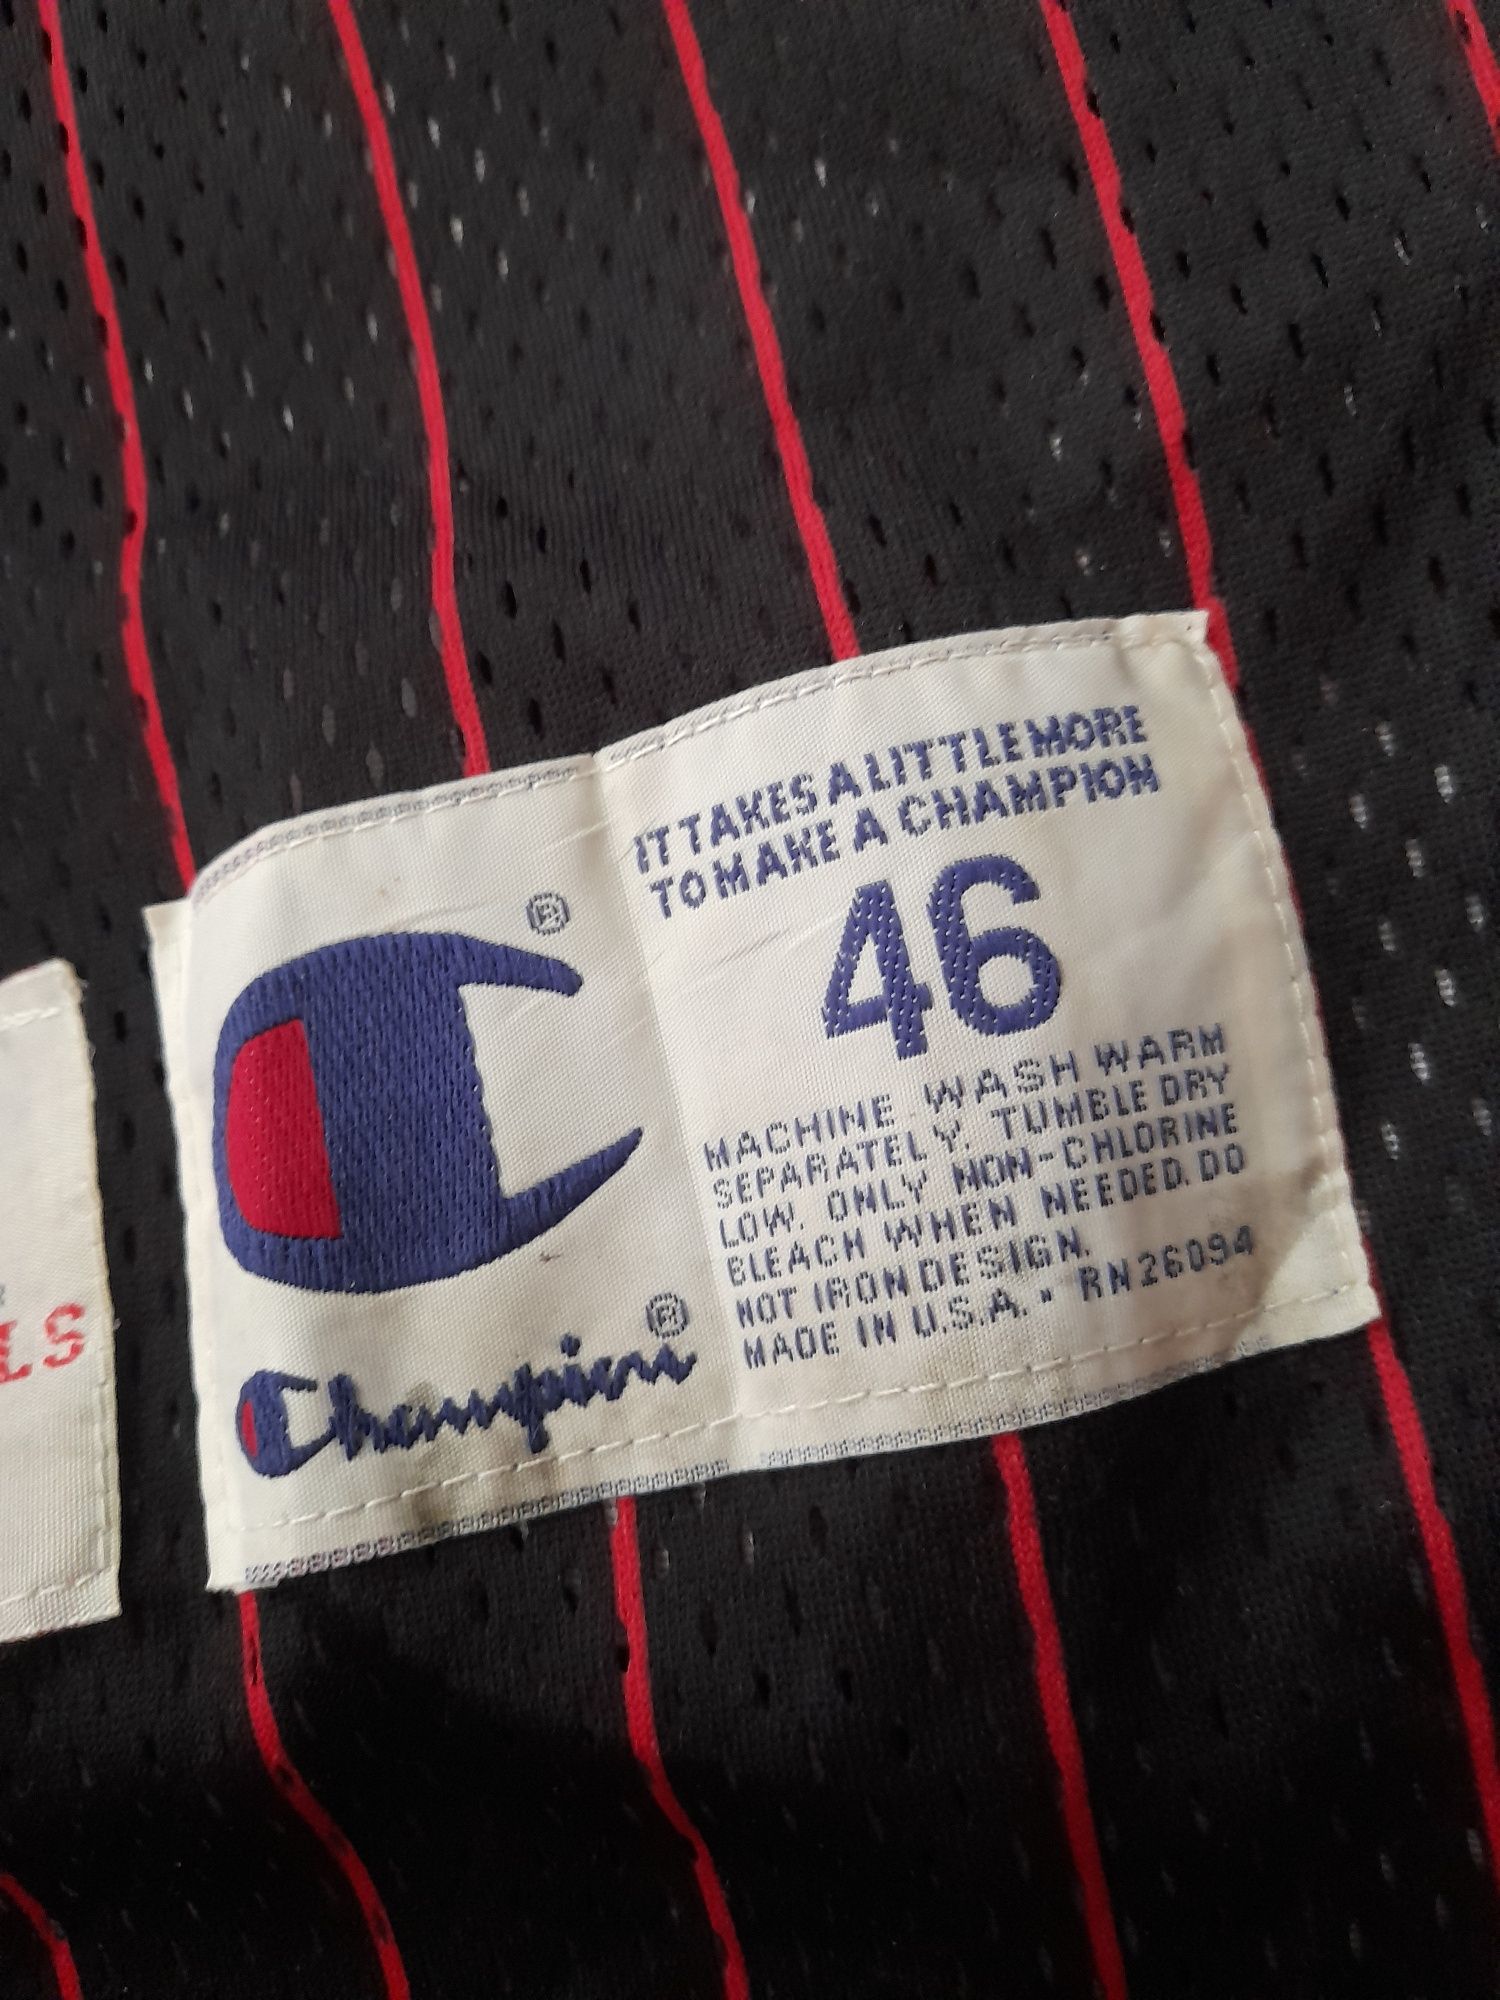 IT TAKES A LITTLE MORE
TO MAKE A CHAMPION
46
MACHINE WASH WARM
SEPARATELY. TUMBLE DRY
LOW. ONLY NON-CHLORINE
BLEACH WHEN NEEDED. DO
NOT IRON DESIGN.
MADE IN U.S.A. • RN26094
®
Champion®
LS